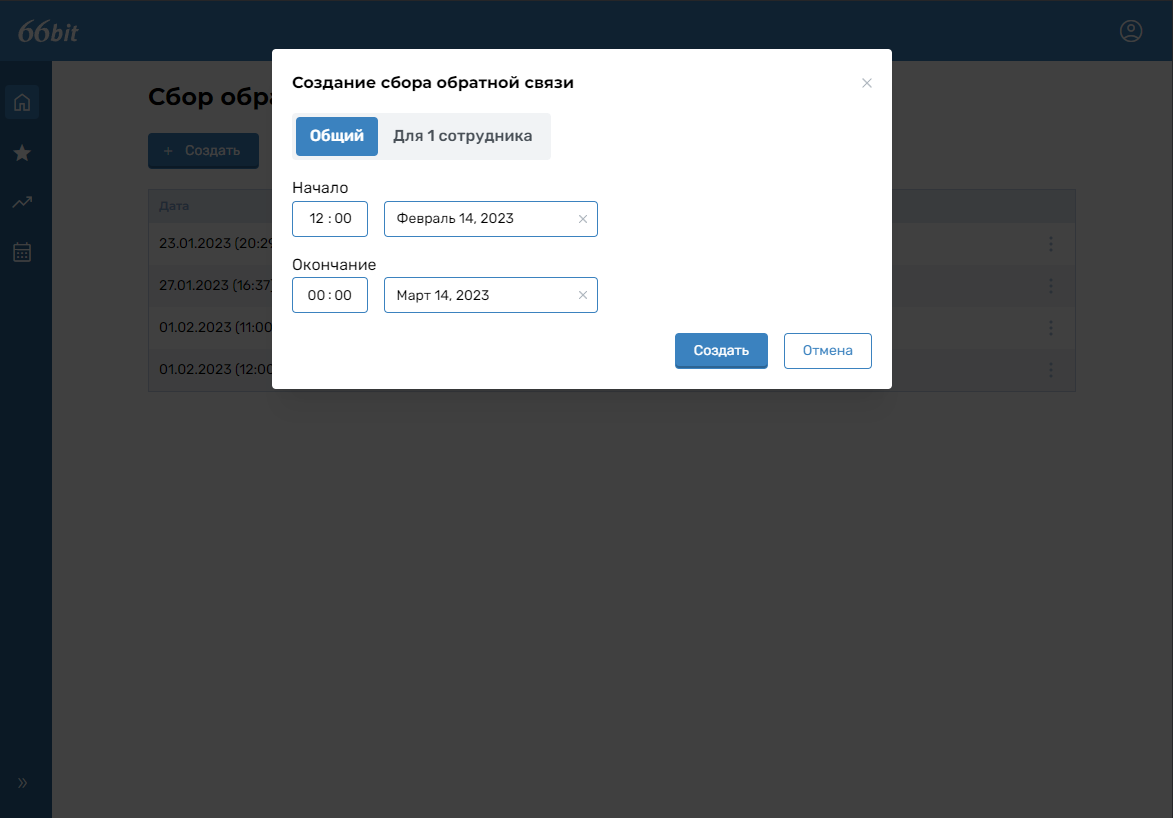 66bit
Создание сбора обратной связи
Сбор обра
Общий
Для 1 сотрудника
+ Создать
Начало
12 : 00
Февраль 14, 2023
Дата
23.01.2023 (20:29
Окончание
27.01.2023 (16:37)
00 : 00
Март 14, 2023
01.02.2023 (11:00
Создать
Отмена
01.02.2023 (12:00